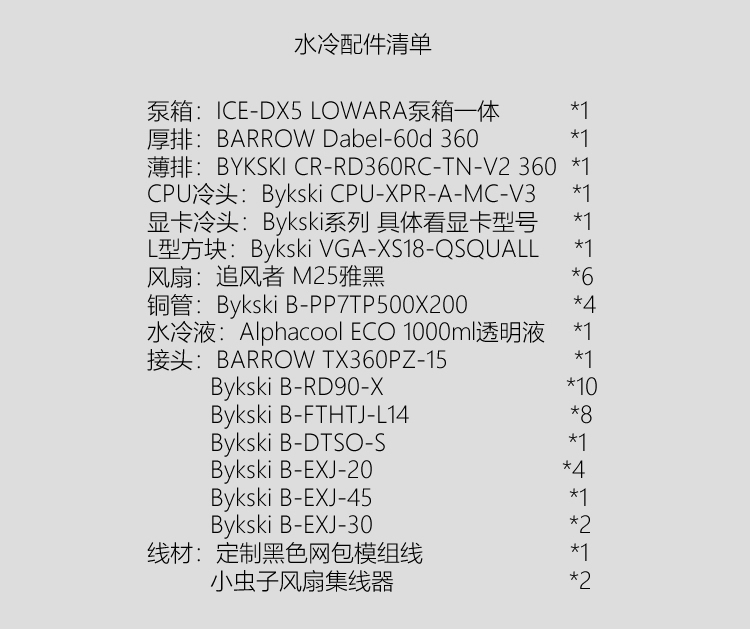 水冷配件清单
泵箱：ICE-DX5 LOWARA泵箱一体 *1
厚排：BARROW Dabel-60d 360 *1
薄排：BYKSKI CR-RD360RC-TN-V2 360 *1
CPU冷头：Bykski CPU-XPR-A-MC-V3 *1
显卡冷头：Bykski系列 具体看显卡型号 *1
L型方块：Bykski VGA-XS18-QSQUALL *1
风扇：追风者 M25雅黑 *6
铜管：Bykski B-PP7TP500X200 *4
水冷液：Alphacool ECO 1000ml透明液 *1
接头：BARROW TX360PZ-15 *1
Bykski B-RD90-X *10
Bykski B-FTHTJ-L14 *8
Bykski B-DTSO-S *1
Bykski B-EXJ-20 *4
Bykski B-EXJ-45 *1
Bykski B-EXJ-30 *2
线材：定制黑色网包模组线 *1
小虫子风扇集线器 *2